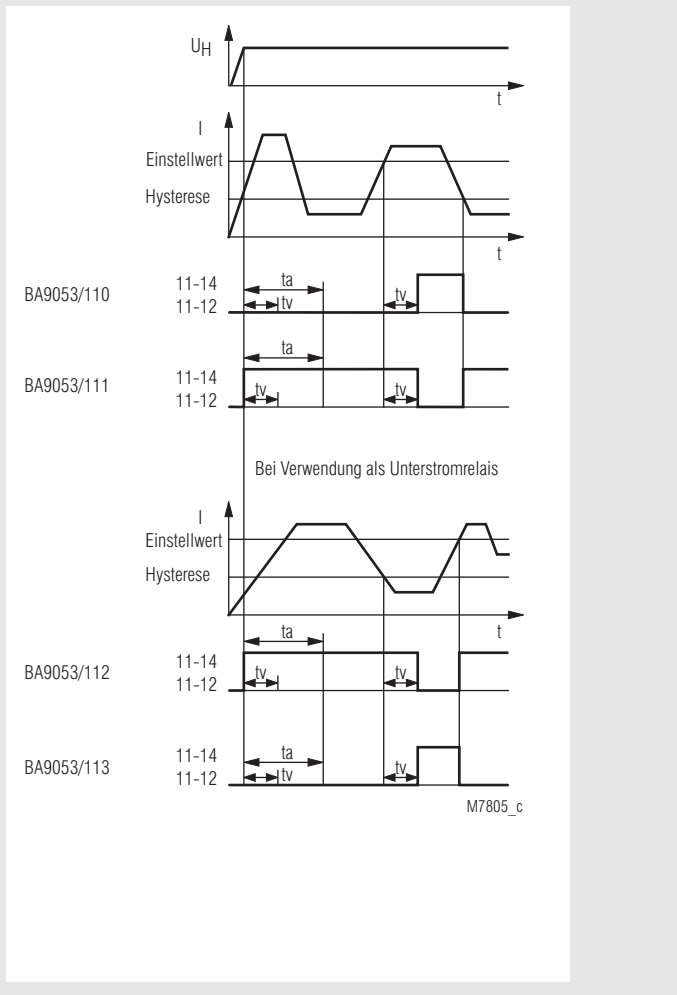 UH
t
I
Einstellwert
Hysterese
t
BA9053/110
11-14
11-12
ta
tv
tv
ta
BA9053/111
11-14
11-12
tv
tv
Bei Verwendung als Unterstromrelais
I
Einstellwert
Hysterese
t
ta
BA9053/112
11-14
11-12
tv
tv
BA9053/113
11-14
11-12
ta
tv
tv
M7805_c